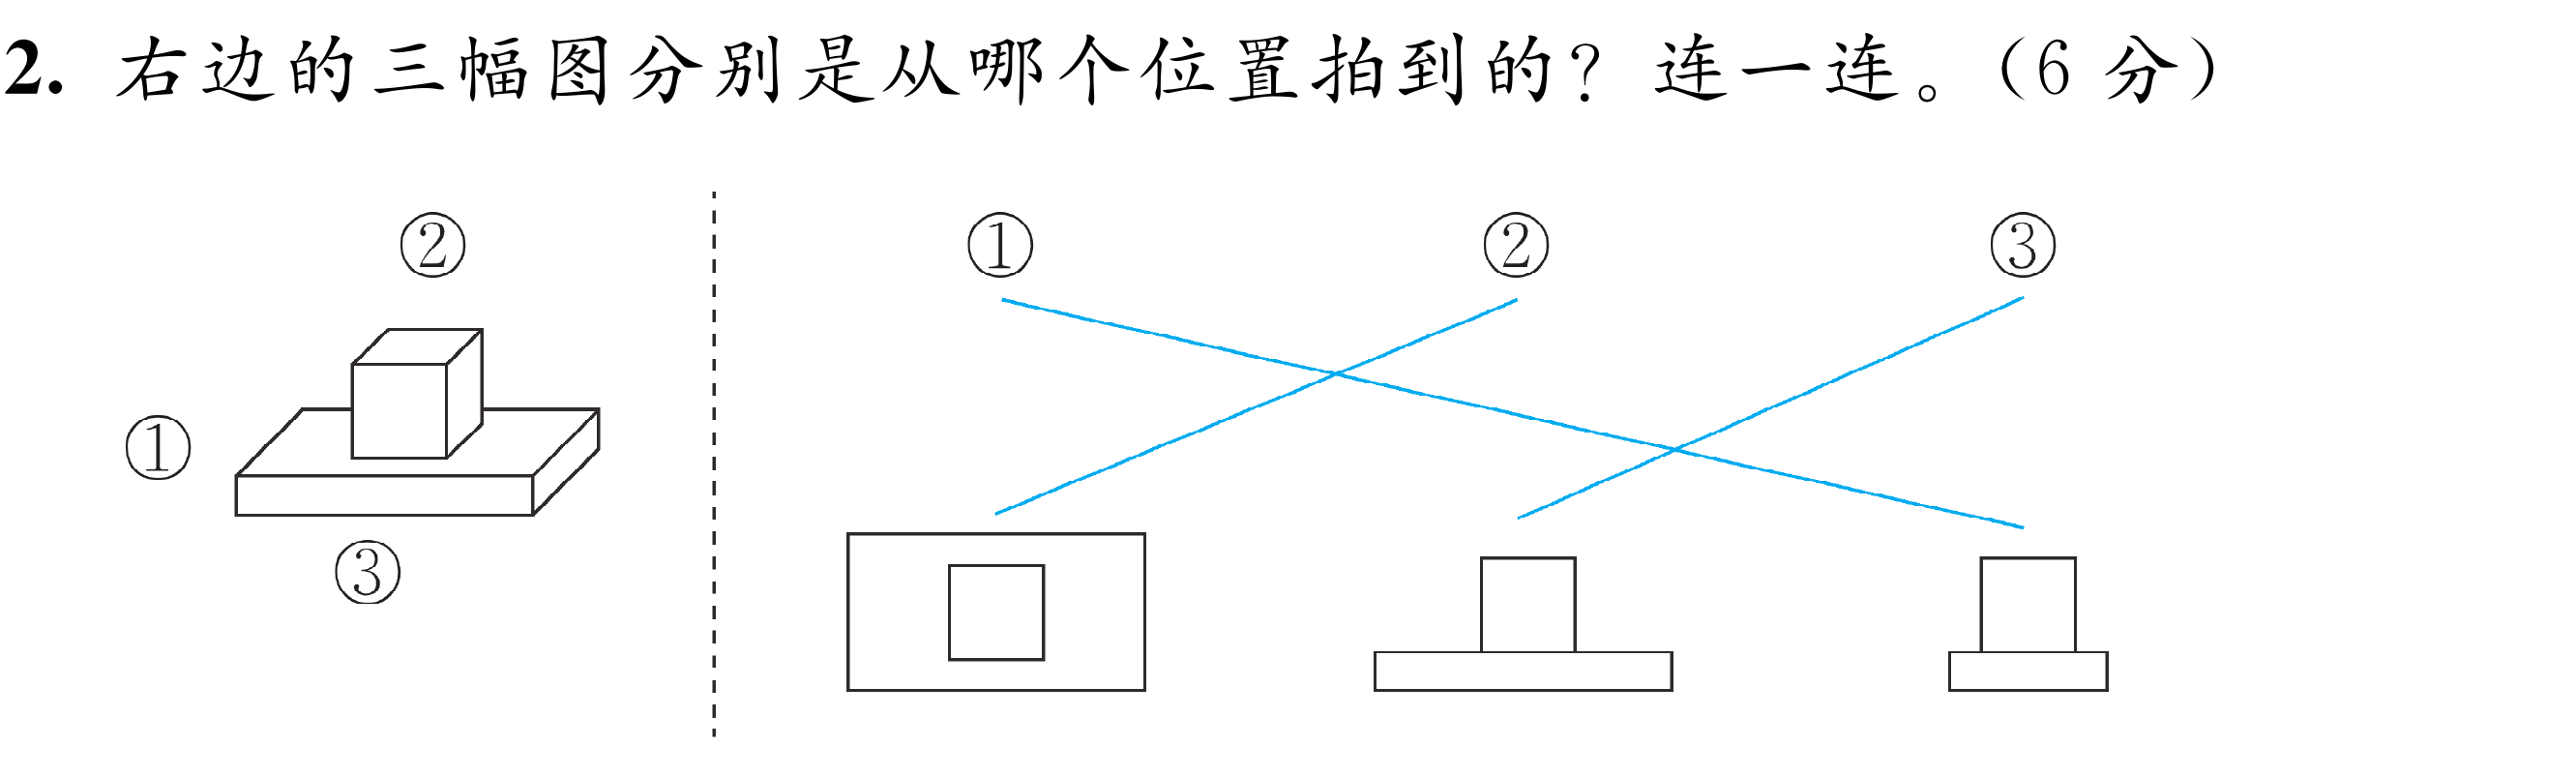 2. 右边的三幅图分别是从哪个位置拍到的？连一连。（6 分）
② ① ② ③
①
③